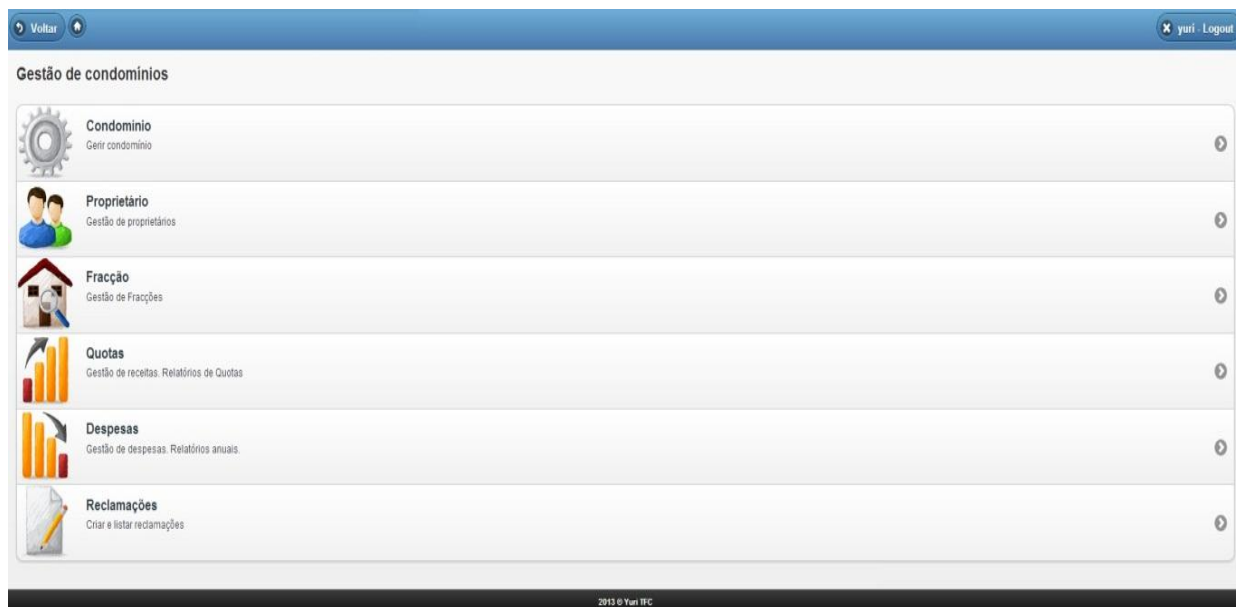 Voltar
yuri - Logout
Gestão de condomínios
Condominio
Gerir condomínio
Proprietário
Gestão de proprietários
Fracção
Gestão de Fracções
Quotas
Gestão de receitas. Relatórios de Quotas
Despesas
Gestão de despesas. Relatórios anuais.
Reclamações
Criar e listar reclamações
2013 © Yuri TFC